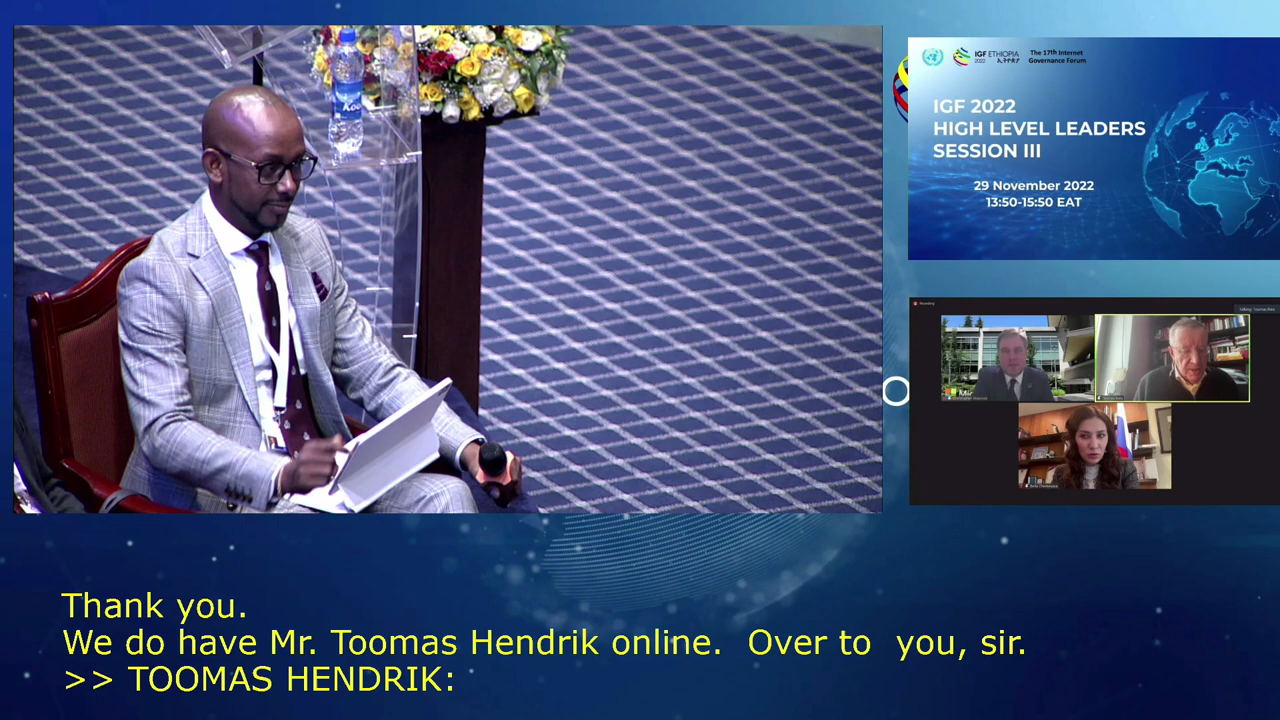 IGF ETHIOPIA
2022 ኢትዮጵያ
The 17th Internet
Governance Forum
IGF 2022
HIGH LEVEL LEADERS
SESSION III
29 November 2022
13:50-15:50 EAT
Recording
Thank you.
We do have Mr. Toomas Hendrik online.  Over to  you, sir.
>> TOOMAS HENDRIK: